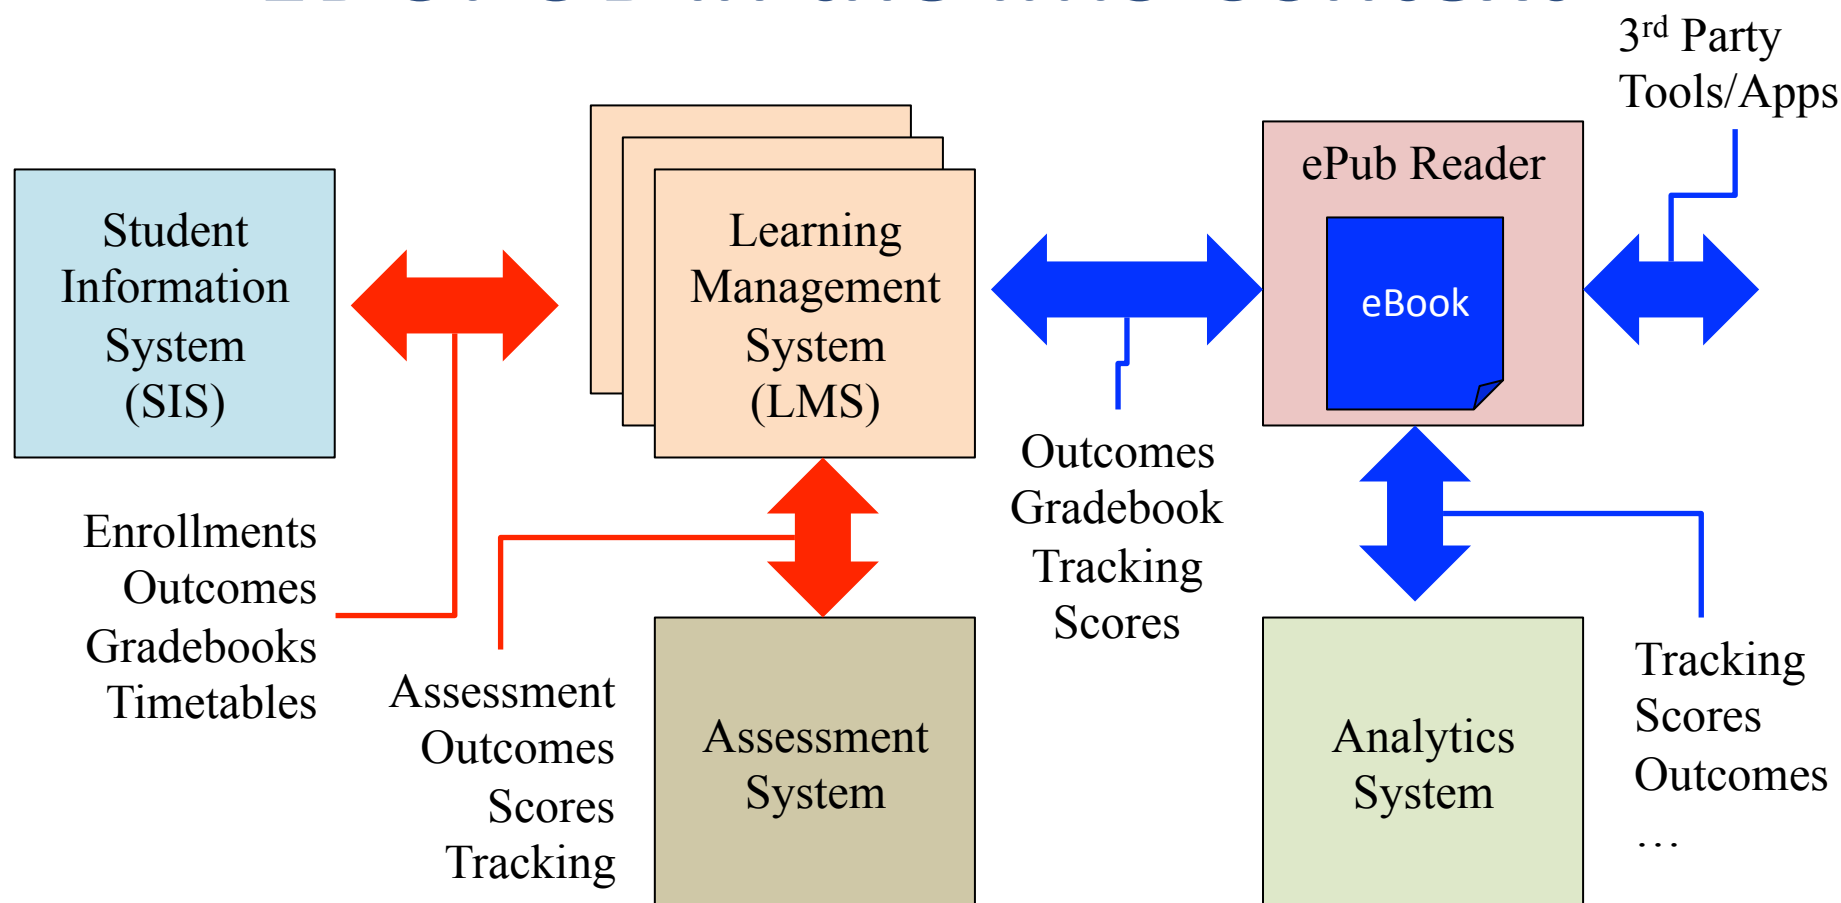 3rd Party
Tools/Apps
ePub Reader
eBook
Student
Information
System
(SIS)
Learning
Management
System
(LMS)
Outcomes
Gradebook
Tracking
Scores
Enrollments
Outcomes
Gradebooks
Timetables
Assessment
Outcomes
Scores
Tracking
Assessment
System
Analytics
System
Tracking
Scores
Outcomes
…